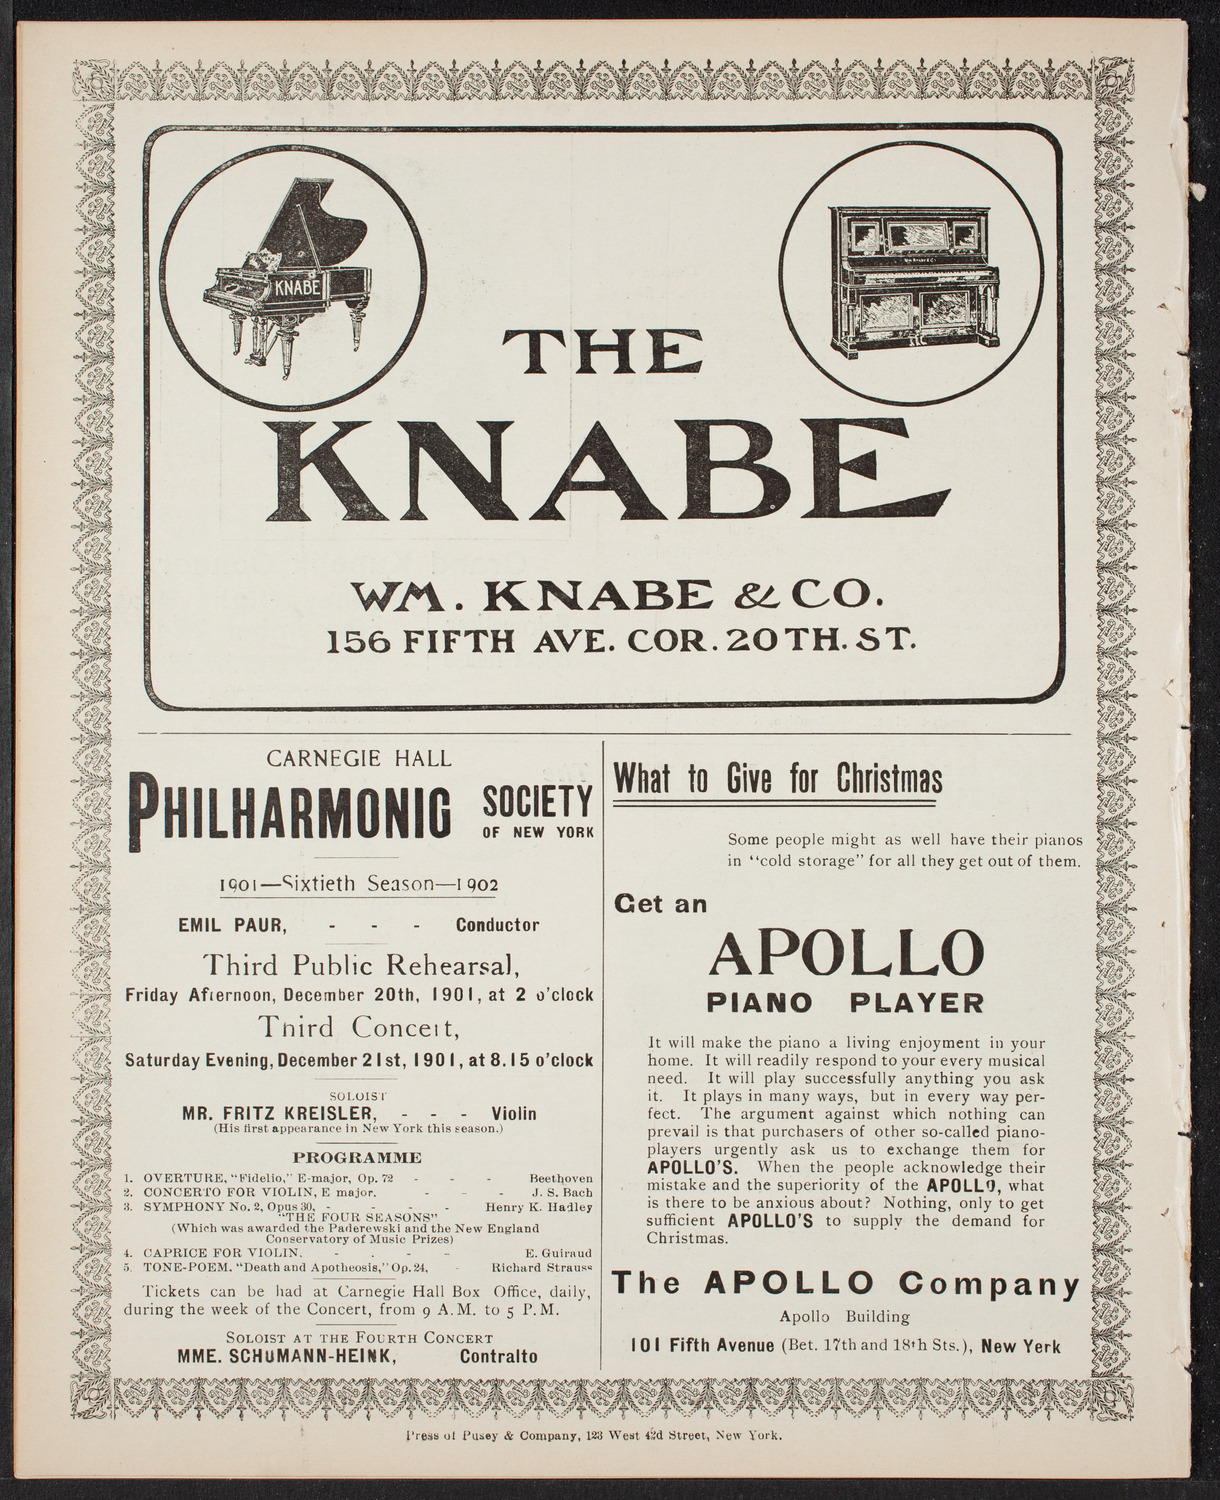 KNABE
THE
KNABE
WM. KNABE & CO.
156 FIFTH AVE. COR. 20TH. ST.
CARNEGIE HALL
PHILHARMONIC SOCIETY
OF NEW YORK
1901—Sixtieth Season—1902
EMIL PAUR, - - - Conductor
Third Public Rehearsal,
Friday Afternoon, December 20th, 1901, at 2 o'clock
Third Concert,
Saturday Evening, December 21st, 1901, at 8.15 o'clock
SOLOIST
MR. FRITZ KREISLER, - - - Violin
(His first appearance in New York this season.)
PROGRAMME
1. OVERTURE, "Fidelio," E-major, Op. 72 - - - Beethoven
2. CONCERTO FOR VIOLIN, E major. - - - J. S. Bach
3. SYMPHONY No. 2, Opus 30, - - - - Henry K. Hadley
"THE FOUR SEASONS"
(Which was awarded the Paderewski and the New England
Conservatory of Music Prizes)
4. CAPRICE FOR VIOLIN. - . - - E. Guiraud
5. TONE-POEM. "Death and Apotheosis," Op. 24, - Richard Strauss
Tickets can be had at Carnegie Hall Box Office, daily,
during the week of the Concert, from 9 A.M. to 5 P.M.
SOLOIST AT THE FOURTH CONCERT
MME. SCHUMANN-HEINK, Contralto
What to Give for Christmas
Some people might as well have their pianos
in "cold storage" for all they get out of them.
Get an
APOLLO
PIANO PLAYER
It will make the piano a living enjoyment in your
home. It will readily respond to your every musical
need. It will play successfully anything you ask
it. It plays in many ways, but in every way per-
fect. The argument against which nothing can
prevail is that purchasers of other so-called piano-
players urgently ask us to exchange them for
APOLLO'S. When the people acknowledge their
mistake and the superiority of the APOLLO, what
is there to be anxious about? Nothing, only to get
sufficient APOLLO'S to supply the demand for
Christmas.
The APOLLO Company
Apollo Building
101 Fifth Avenue (Bet. 17th and 18th Sts.), New York
Press of Pusey & Company, 123 West 42d Street, New York.